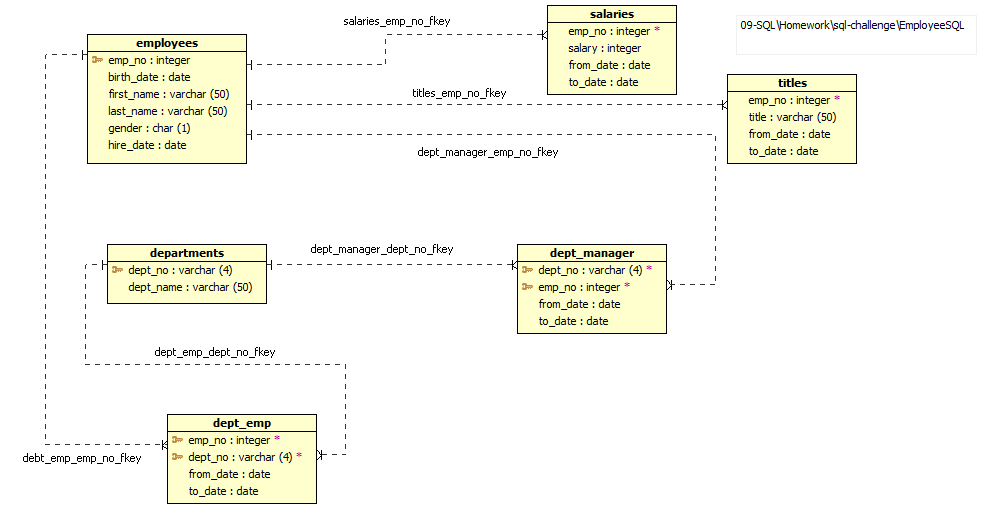 09-SQL\Homework\sql-challenge\EmployeeSQL
salaries_emp_no_fkey
salaries
emp_no : integer *
salary : integer
from_date : date
to_date : date
employees
emp_no : integer
birth_date : date
first_name : varchar (50)
last_name : varchar (50)
gender : char (1)
hire_date : date
titles_emp_no_fkey
titles
emp_no : integer *
title : varchar (50)
from_date : date
to_date : date
dept_manager_emp_no_fkey
departments
dept_no : varchar (4)
dept_name : varchar (50)
dept_manager_dept_no_fkey
dept_manager
dept_no : varchar (4) *
emp_no : integer *
from_date : date
to_date : date
dept_emp_dept_no_fkey
dept_emp
emp_no : integer *
dept_no : varchar (4) *
from_date : date
to_date : date
debt_emp_emp_no_fkey